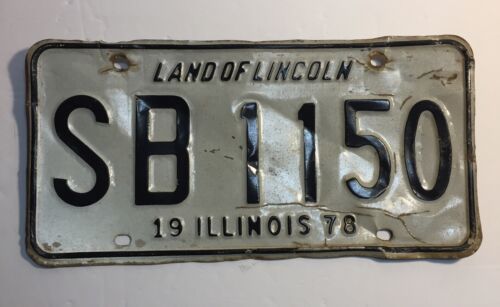 LAND OF LINCOLN
SB 1150
19 ILLINOIS 78